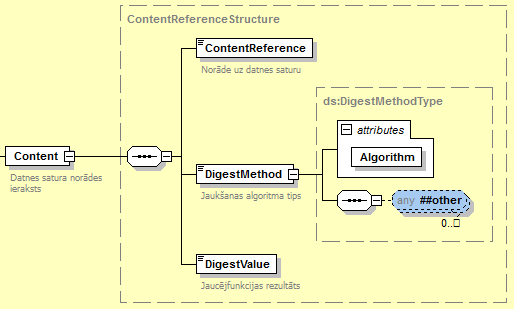 ContentReferenceStructure
ContentReference
Norāde uz datnes saturu
ds:DigestMethodType
attributes
Algorithm
Content
Datnes satura norādes
ieraksts
DigestMethod
Jaukšanas algoritma tips
any ##other
0..
DigestValue
Jaucējfunkcijas rezultāts